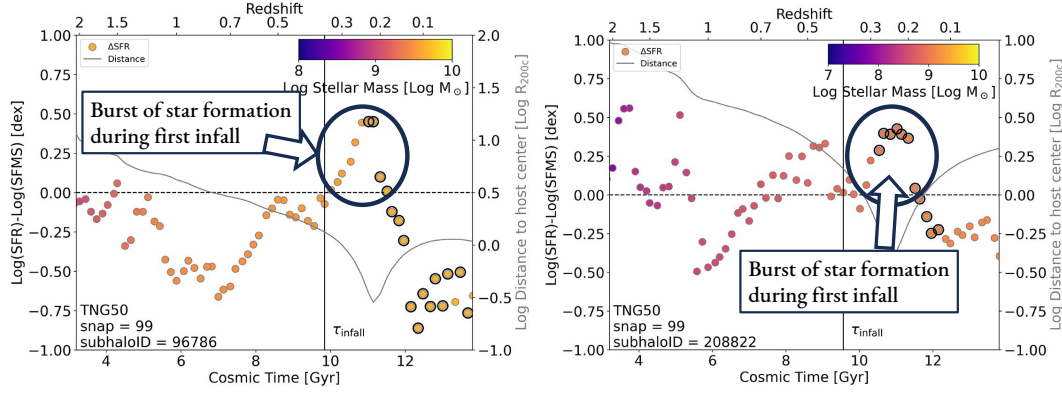 Redshift
2 1.5 1 0.7 0.5 0.3 0.2 0.1
1.00 0.75 0.50 0.25 0.00 −0.25 −0.50 −0.75 −1.00
Log(SFR)-Log(SFMS) [dex]
ΔSFR
Distance
8 9 10
Log Stellar Mass [Log M⊙]
Burst of star formation
during first infall
2.0 1.5 1.0 0.5 0.0 −0.5 −1.0
Log Distance to host center [Log R200c]
TNG50
snap = 99
subhaloID = 96786
τinfall
4 6 8 10 12
Cosmic Time [Gyr]
Redshift
2 1.5 1 0.7 0.5 0.3 0.2 0.1
1.00 0.75 0.50 0.25 0.00 −0.25 −0.50 −0.75 −1.00
Log(SFR)-Log(SFMS) [dex]
ΔSFR
Distance
7 8 9 10
Log Stellar Mass [Log M⊙]
1.00 0.75 0.50 0.25 0.00 −0.25 −0.50 −0.75 −1.00
Log Distance to host center [Log R200c]
Burst of star formation
during first infall
TNG50
snap = 99
subhaloID = 208822
τinfall
4 6 8 10 12
Cosmic Time [Gyr]